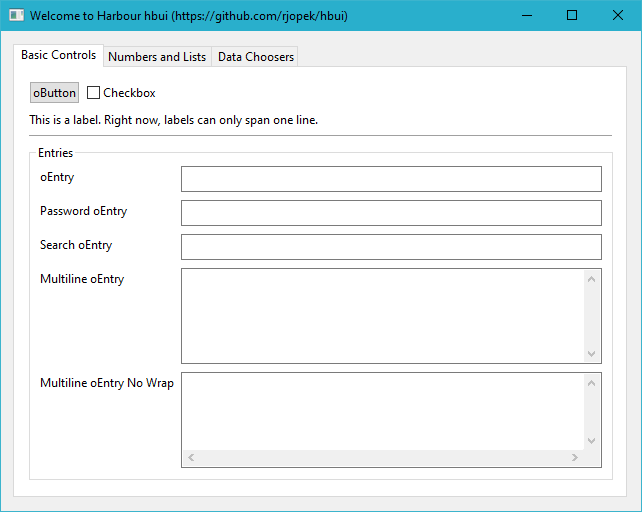 Welcome to Harbour hbui (https://github.com/rjopek/hbui)
Basic Controls Numbers and Lists Data Choosers
oButton Checkbox
This is a label. Right now, labels can only span one line.
Entries
oEntry
Password oEntry
Search oEntry
Multiline oEntry
Multiline oEntry No Wrap